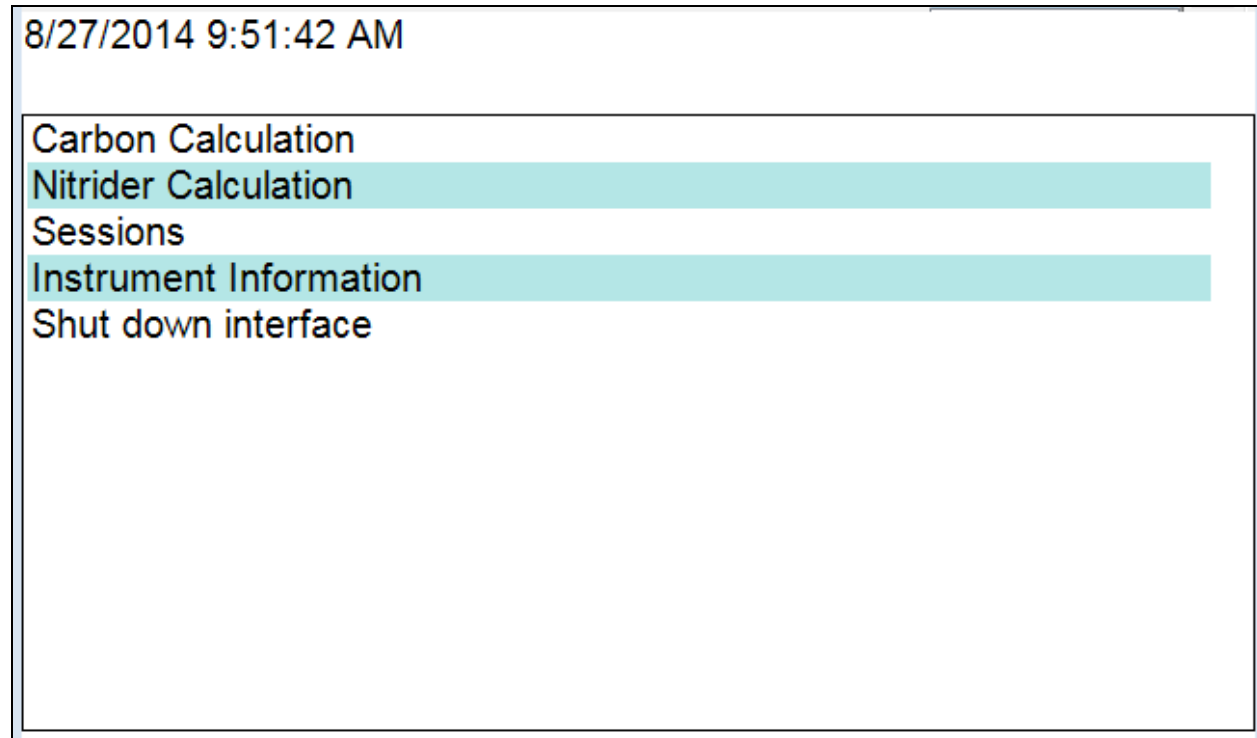 8/27/2014 9:51:42 AM
Carbon Calculation
Nitrider Calculation
Sessions
Instrument Information
Shut down interface